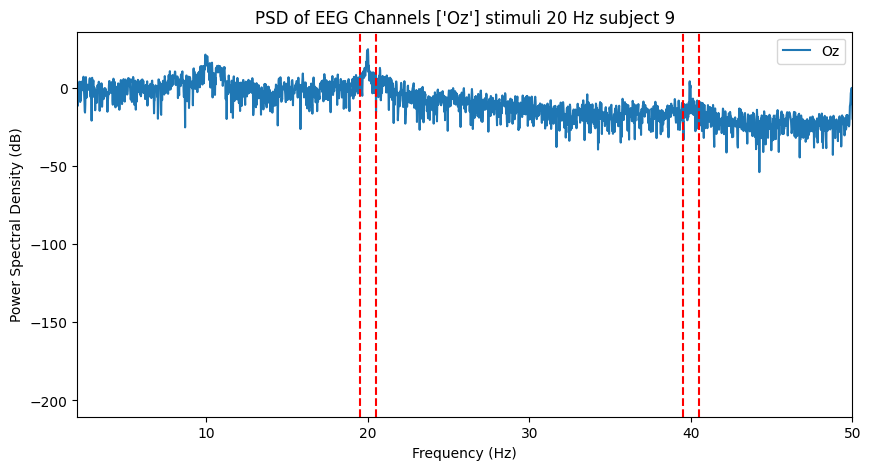 PSD of EEG Channels ['Oz'] stimuli 20 Hz subject 9
Oz
Power Spectral Density (dB)
0
−50
−100
−150
−200
10
20
30
40
50
Frequency (Hz)